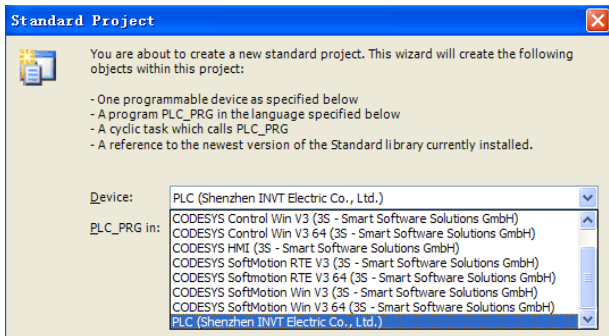 Standard Project
You are about to create a new standard project. This wizard will create the following
objects within this project:
- One programmable device as specified below
- A program PLC_PRG in the language specified below
- A cyclic task which calls PLC_PRG
- A reference to the newest version of the Standard library currently installed.
Device:
PLC (Shenzhen INVT Electric Co., Ltd.)
PLC_PRG in:
CODESYS Control Win V3 (3S - Smart Software Solutions GmbH)
CODESYS Control Win V3 64 (3S - Smart Software Solutions GmbH)
CODESYS HMI (3S - Smart Software Solutions GmbH)
CODESYS SoftMotion RTE V3 (3S - Smart Software Solutions GmbH)
CODESYS SoftMotion RTE V3 64 (3S - Smart Software Solutions GmbH)
CODESYS SoftMotion Win V3 (3S - Smart Software Solutions GmbH)
CODESYS SoftMotion Win V3 64 (3S - Smart Software Solutions GmbH)
PLC (Shenzhen INVT Electric Co., Ltd.)